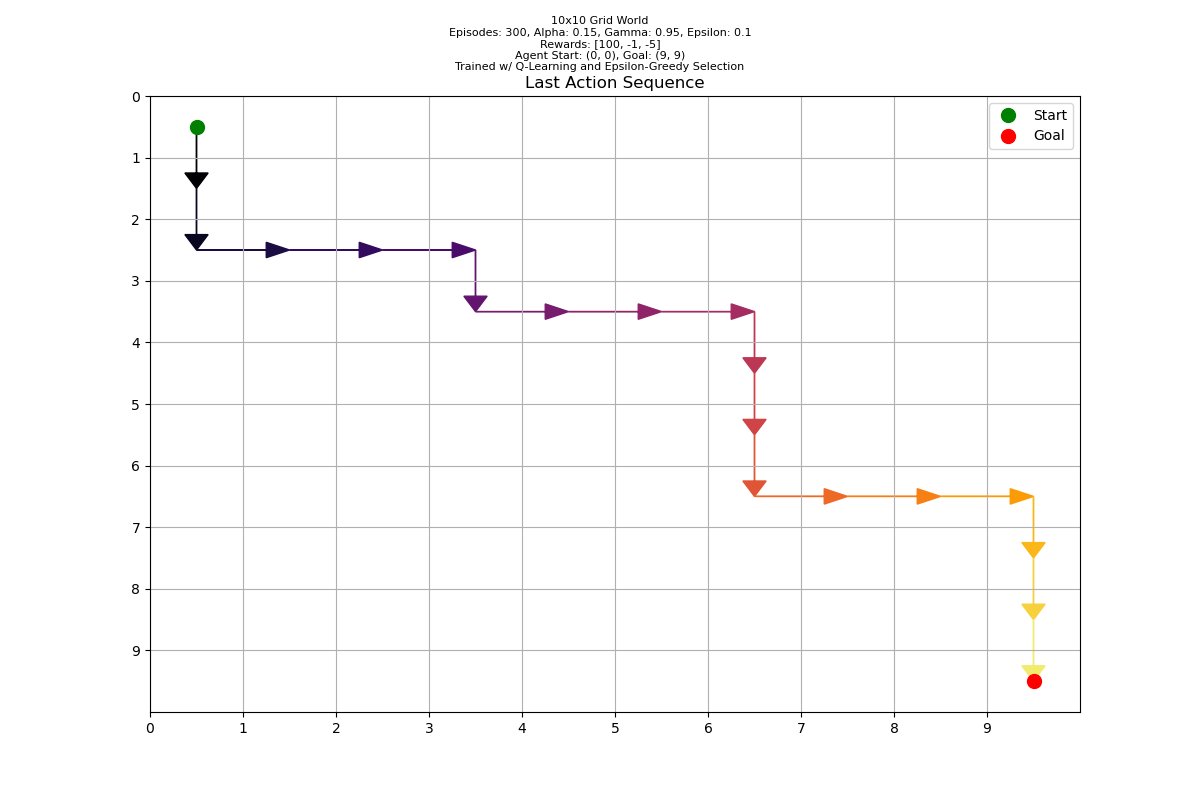 10x10 Grid World
Episodes: 300, Alpha: 0.15, Gamma: 0.95, Epsilon: 0.1
Rewards: [100, -1, -5]
Agent Start: (0, 0), Goal: (9, 9)
Trained w/ Q-Learning and Epsilon-Greedy Selection
Last Action Sequence
Start
Goal
0
1
2
3
4
5
6
7
8
9
0 1 2 3 4 5 6 7 8 9